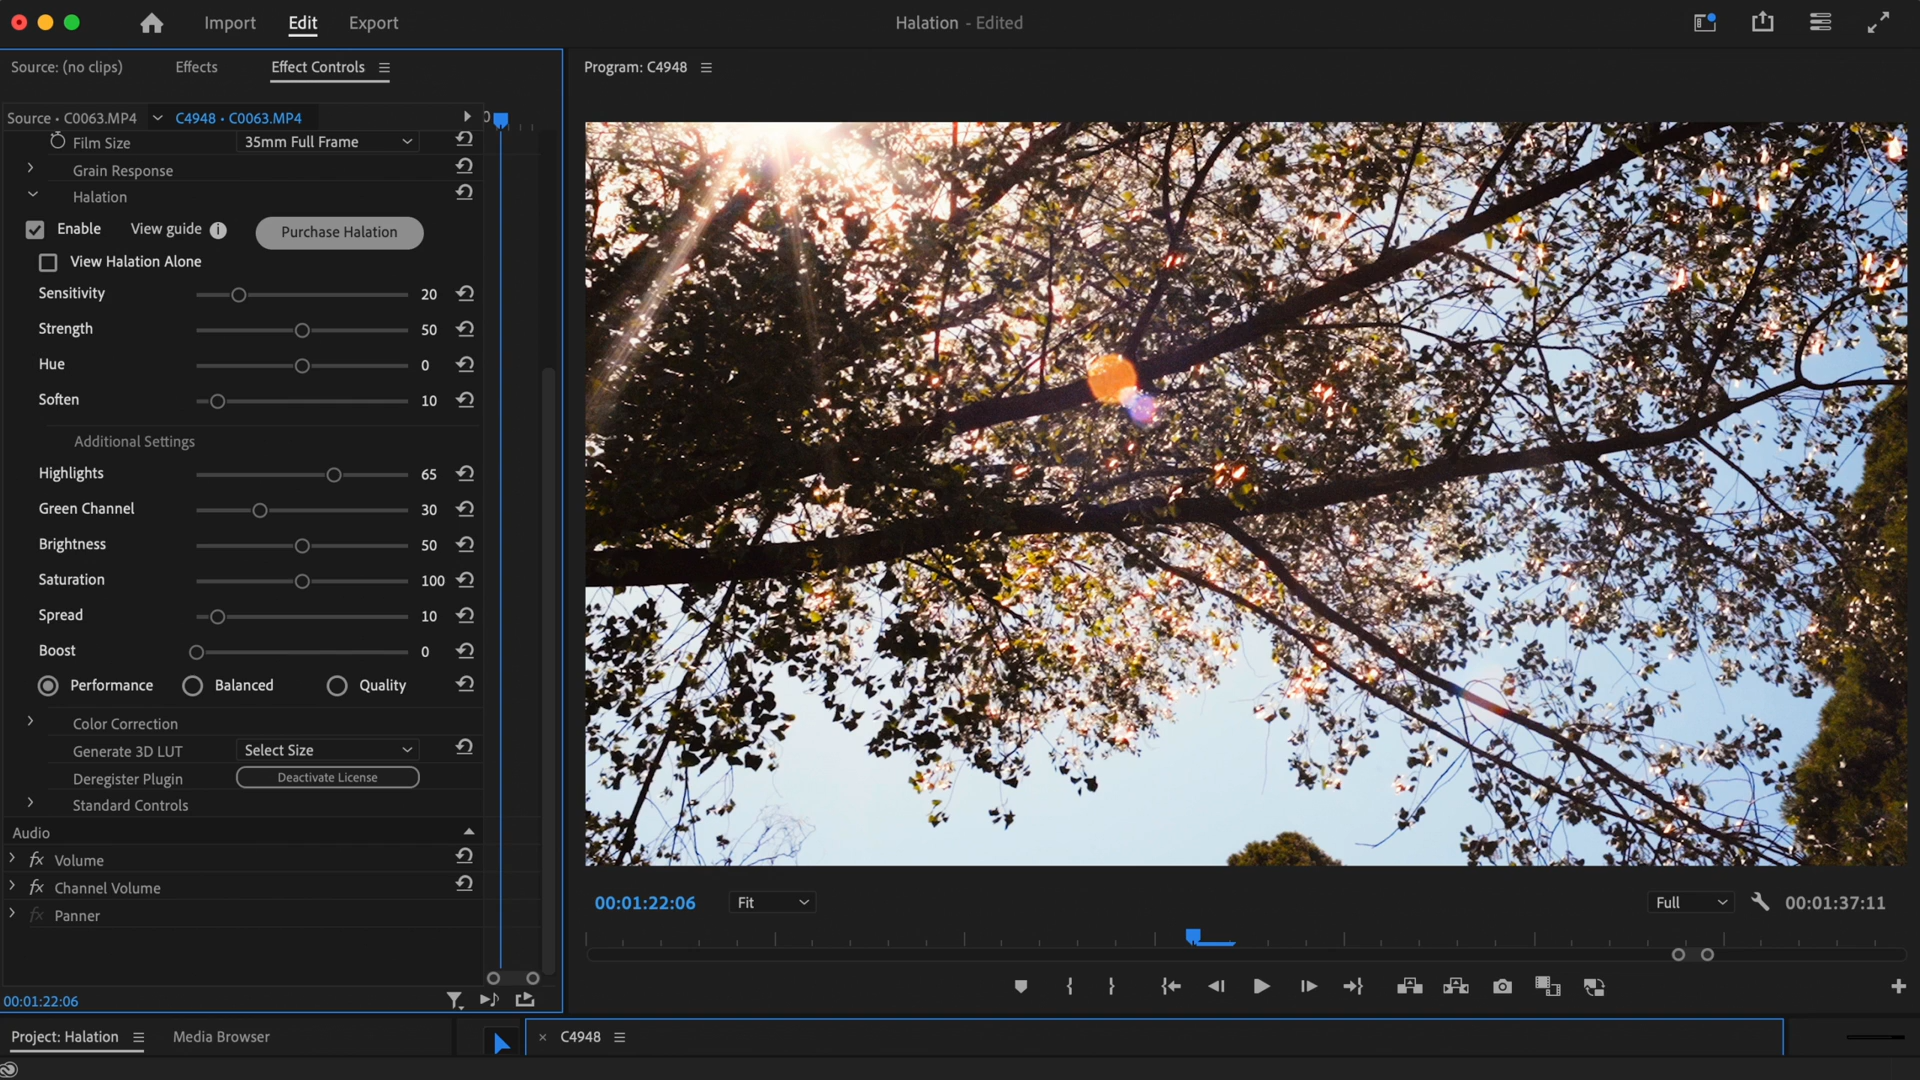 Import Edit Export
Halation - Edited
Source: (no clips) Effects Effect Controls
Source • C0063.MP4 C4948 • C0063.MP4
Film Size 35mm Full Frame
Grain Response
Halation
Enable View guide i Purchase Halation
View Halation Alone
Sensitivity 20
Strength 50
Hue 0
Soften 10
Additional Settings
Highlights 65
Green Channel 30
Brightness 50
Saturation 100
Spread 10
Boost 0
Performance Balanced Quality
Color Correction
Generate 3D LUT Select Size
Deregister Plugin Deactivate License
Standard Controls
Audio
fx Volume
fx Channel Volume
fx Panner
00:01:22:06
Program: C4948
00:01:22:06 Fit Full 00:01:37:11
Project: Halation Media Browser
× C4948